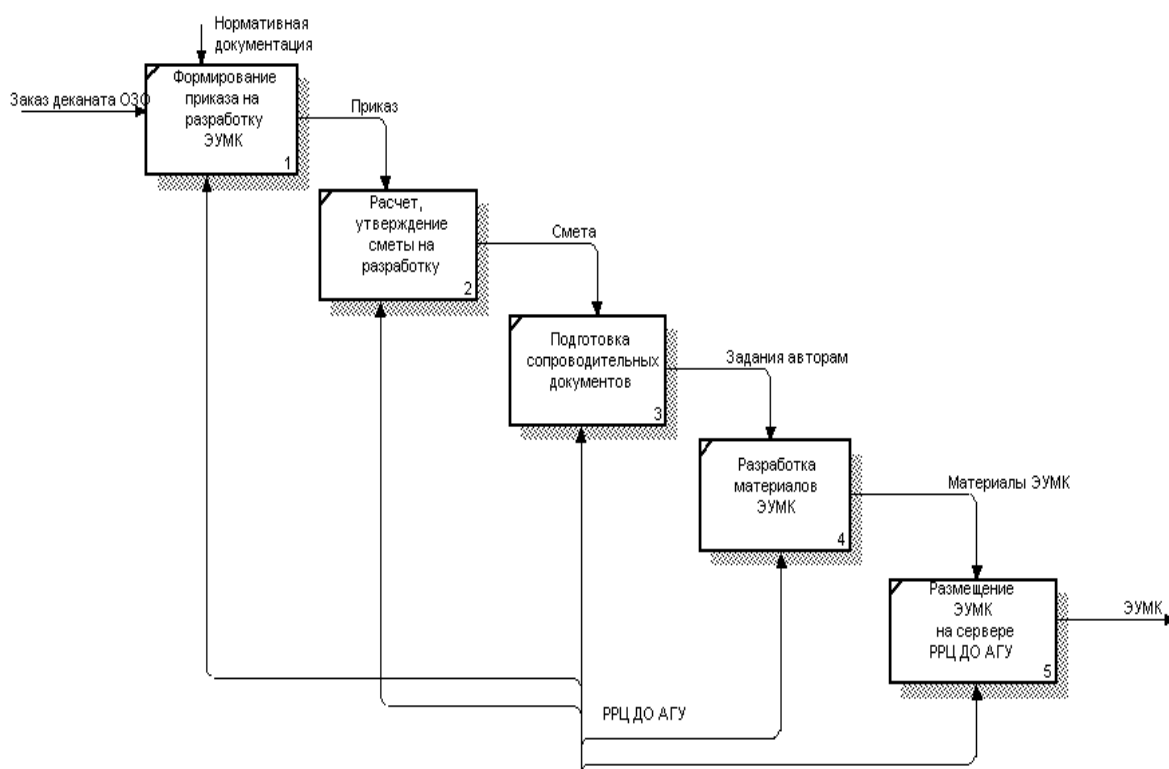 Нормативная
документация
Заказ деканата ОЗО
Формирование
приказа на
разработку
ЭУМК
1
Приказ
Расчет,
утверждение
сметы на
разработку
2
Смета
Подготовка
сопроводительных
документов
3
Задания авторам
Разработка
материалов
ЭУМК
4
Материалы ЭУМК
Размещение
ЭУМК
на сервере
РРЦ ДО АГУ
5
ЭУМК
РРЦ ДО АГУ